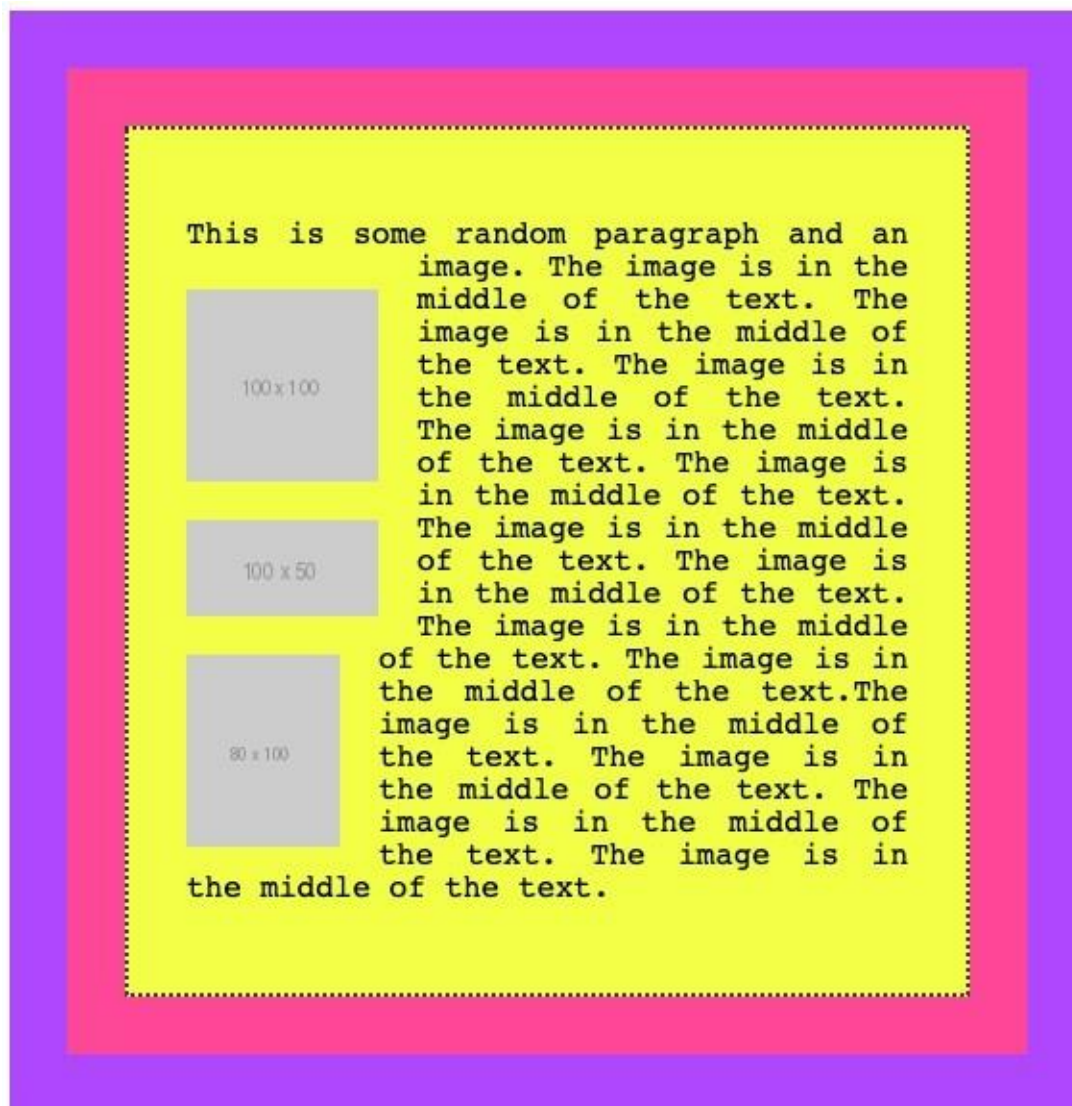 This is some random paragraph and an
image. The image is in the
middle of the text. The
image is in the middle of
the text. The image is in
the middle of the text.
The image is in the middle
of the text. The image is
in the middle of the text.
The image is in the middle
of the text. The image is
in the middle of the text.
The image is in the middle
of the text. The image is in
the middle of the text.The
image is in the middle of
the text. The image is in
the middle of the text. The
image is in the middle of
the text. The image is in
the middle of the text.
100 x 100
100 x 50
80 x 100